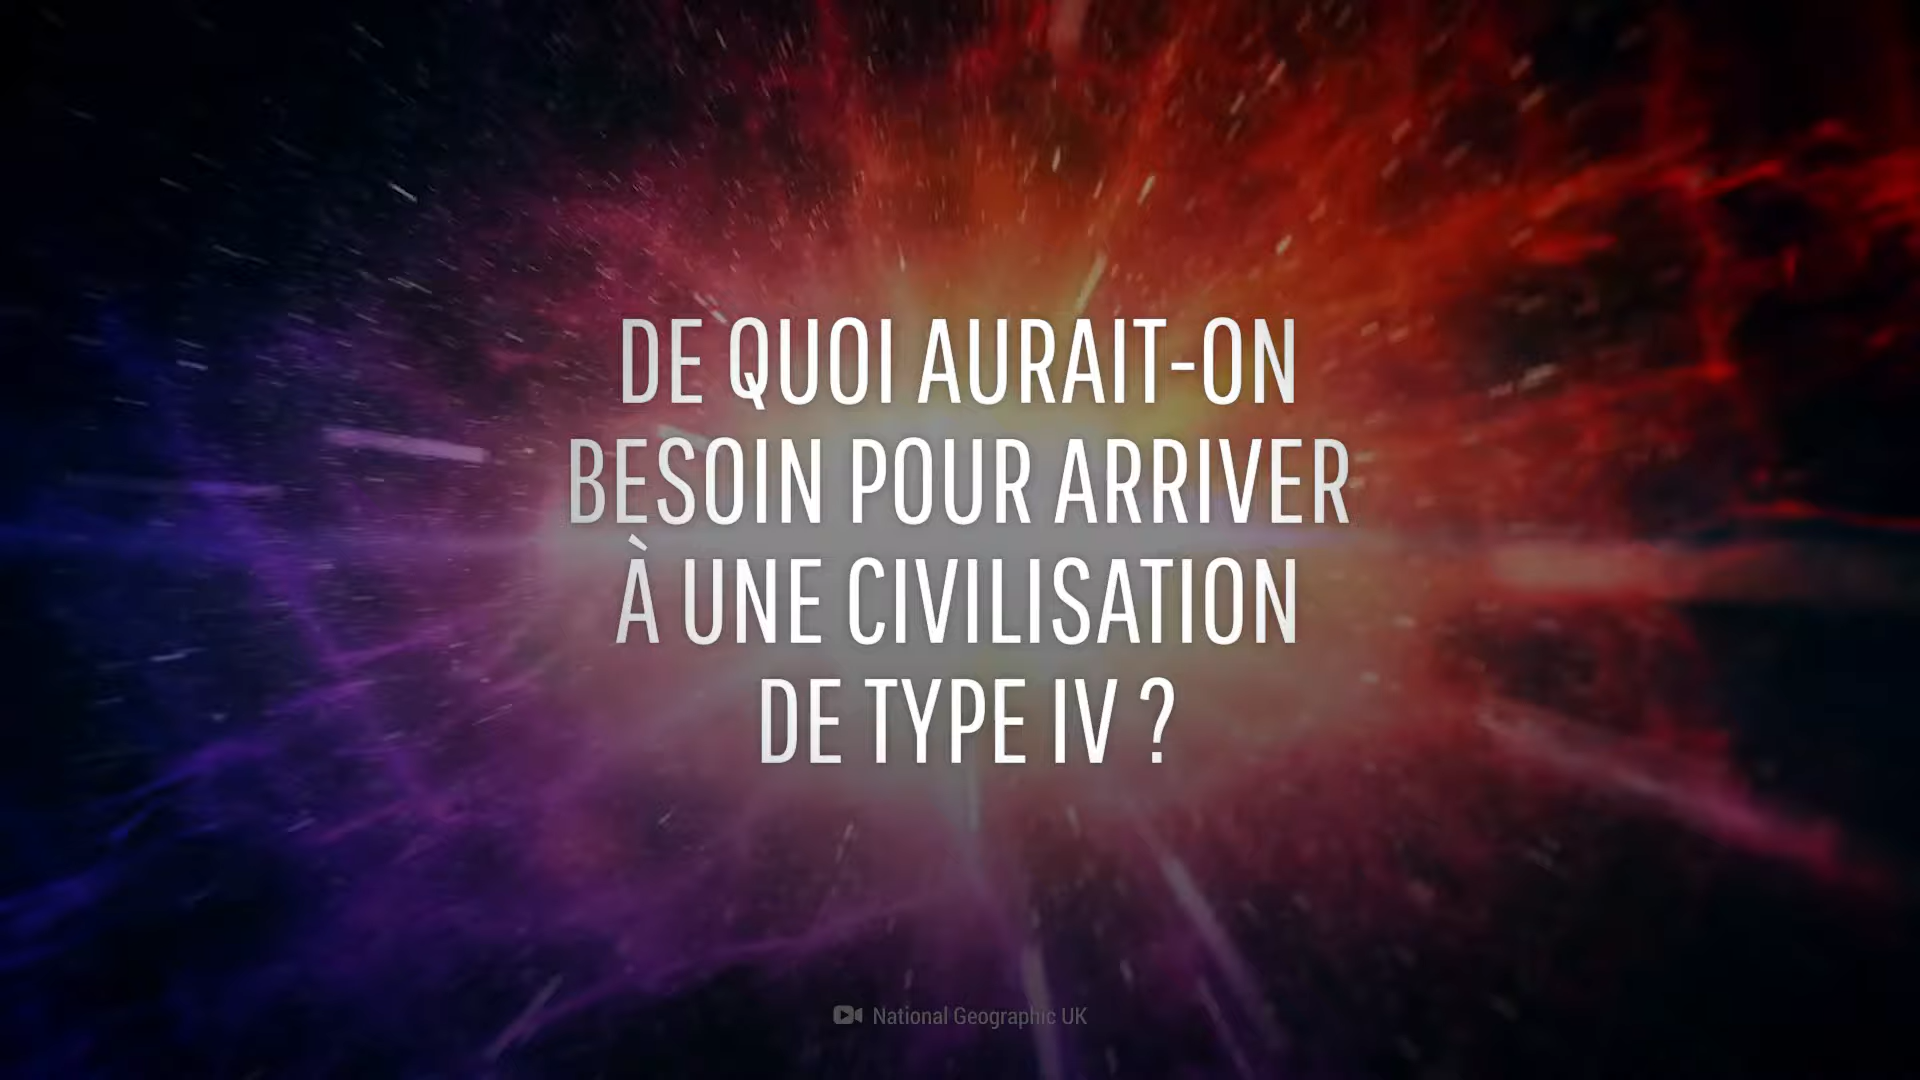 DE QUOI AURAIT-ON
BESOIN POUR ARRIVER
À UNE CIVILISATION
DE TYPE IV ?
National Geographic UK